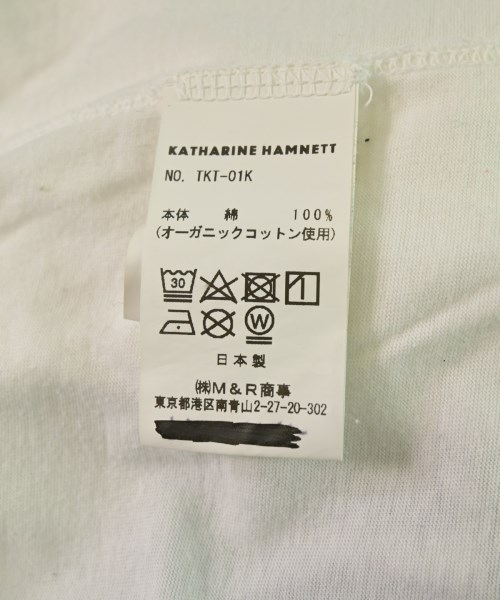 KATHARINE HAMNETT
NO. TKT-01K
本体 綿 100%
(オーガニックコットン使用)
30
W
日本製
㈱M&R商事
東京都港区南青山2-27-20-302